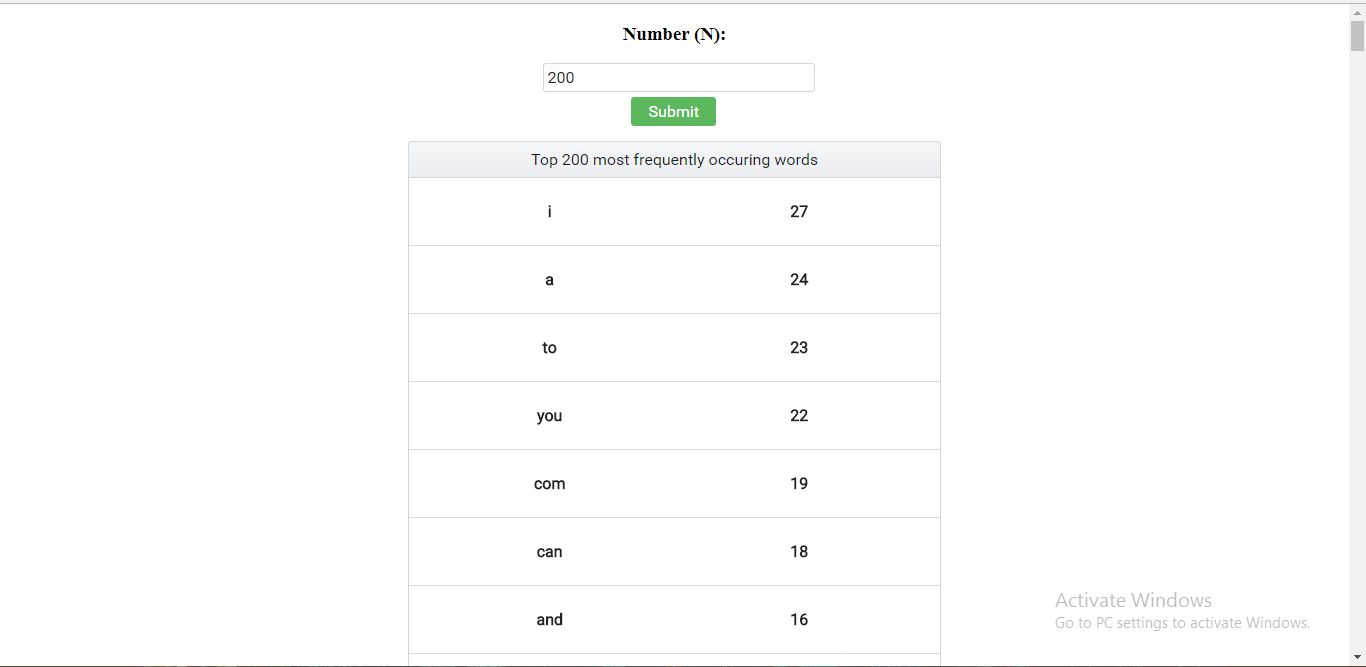 Number (N):
200
Submit
Top 200 most frequently occuring words
i 27
a 24
to 23
you 22
com 19
can 18
and 16
Activate Windows
Go to PC settings to activate Windows.